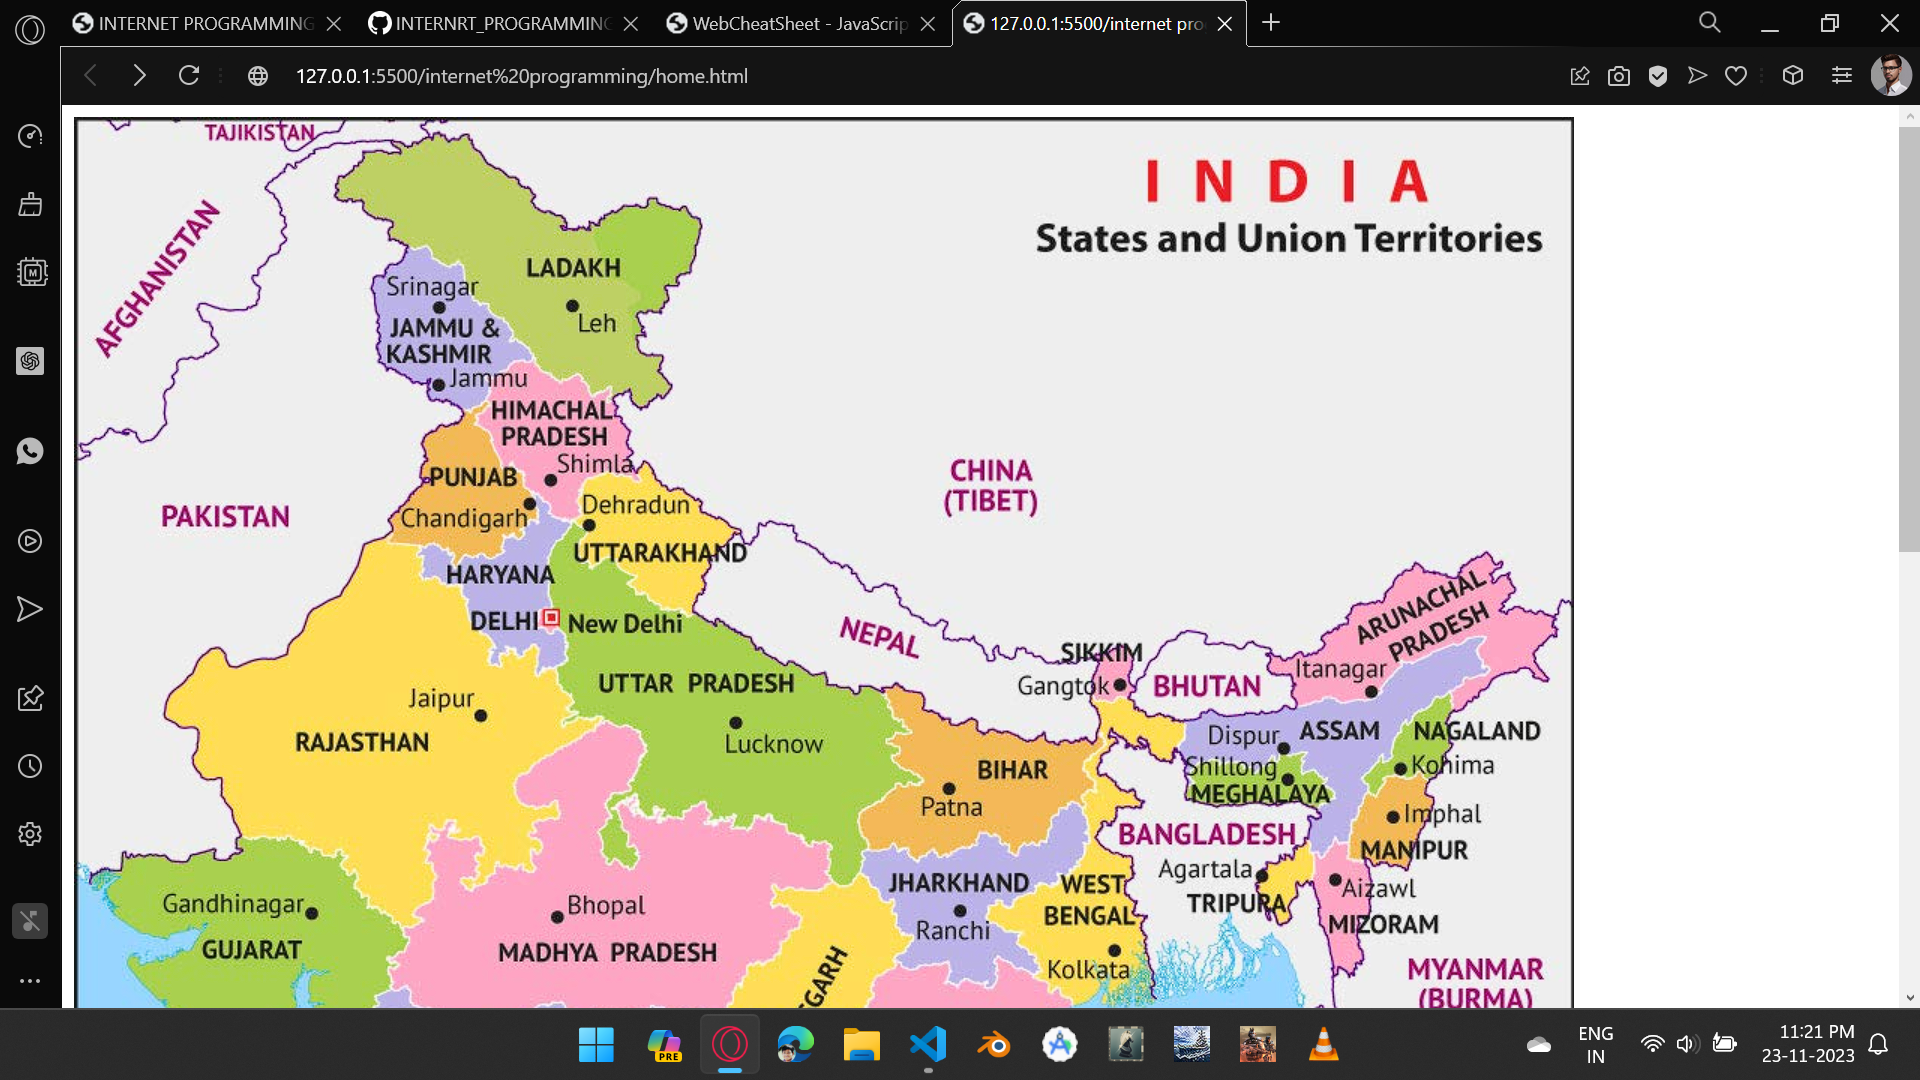 INTERNET PROGRAMMING
INTERNRT_PROGRAMMING
WebCheatSheet - JavaScrip
127.0.0.1:5500/internet pro
127.0.0.1:5500/internet%20programming/home.html
TAJIKISTAN
AFGHANISTAN
INDIA
States and Union Territories
LADAKH
Leh
Srinagar
JAMMU &
KASHMIR
Jammu
HIMACHAL
PRADESH
Shimla
PUNJAB
Chandigarh
Dehradun
UTTARAKHAND
CHINA
(TIBET)
PAKISTAN
HARYANA
DELHI
New Delhi
NEPAL
SIKKIM
Gangtok
BHUTAN
ARUNACHAL
PRADESH
Itanagar
UTTAR PRADESH
Lucknow
Jaipur
RAJASTHAN
BIHAR
Patna
Dispur
ASSAM
NAGALAND
Kohima
Shillong
MEGHALAYA
Imphal
MANIPUR
BANGLADESH
Agartala
TRIPURA
Aizawl
MIZORAM
JHARKHAND
Ranchi
WEST
BENGAL
Kolkata
Gandhinagar
GUJARAT
Bhopal
MADHYA PRADESH
GARH
MYANMAR
(BURMA)
M
PRE
ENG
IN
11:21 PM
23-11-2023